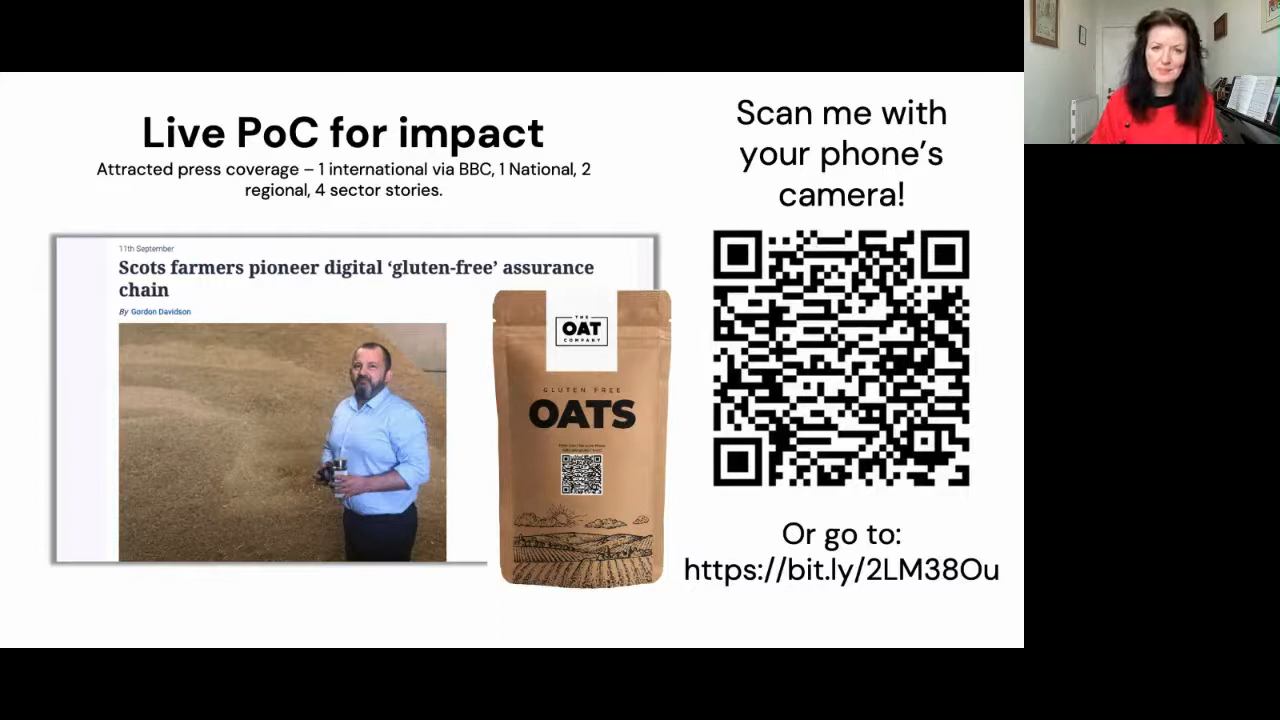 Live PoC for impact
Attracted press coverage – 1 international via BBC, 1 National, 2
regional, 4 sector stories.
11th September
Scots farmers pioneer digital ‘gluten-free’ assurance
chain
By Gordon Davidson
THE
OAT
COMPANY
GLUTEN FREE
OATS
Scan me with
your phone’s
camera!
Or go to:
https://bit.ly/2LM38Ou